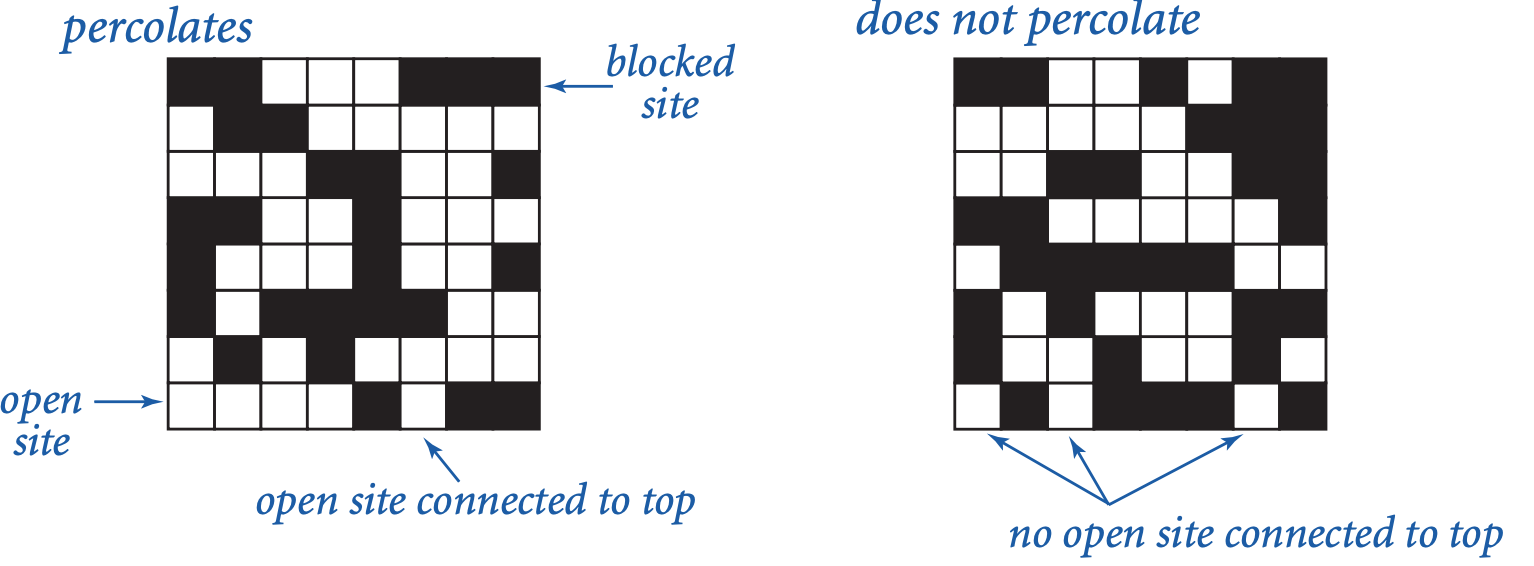 percolates
blocked
site
open
site
open site connected to top
does not percolate
no open site connected to top